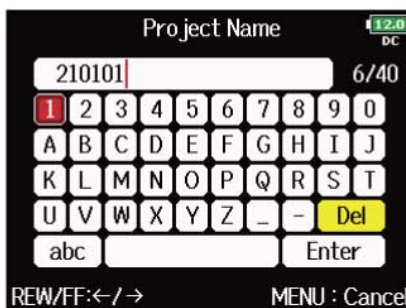 Project Name
12.0
DC
210101
6/40
1 2 3 4 5 6 7 8 9 0
A B C D E F G H I J
K L M N O P Q R S T
U V W X Y Z _ - Del
abc Enter
REW/FF:←/→ MENU : Cancel